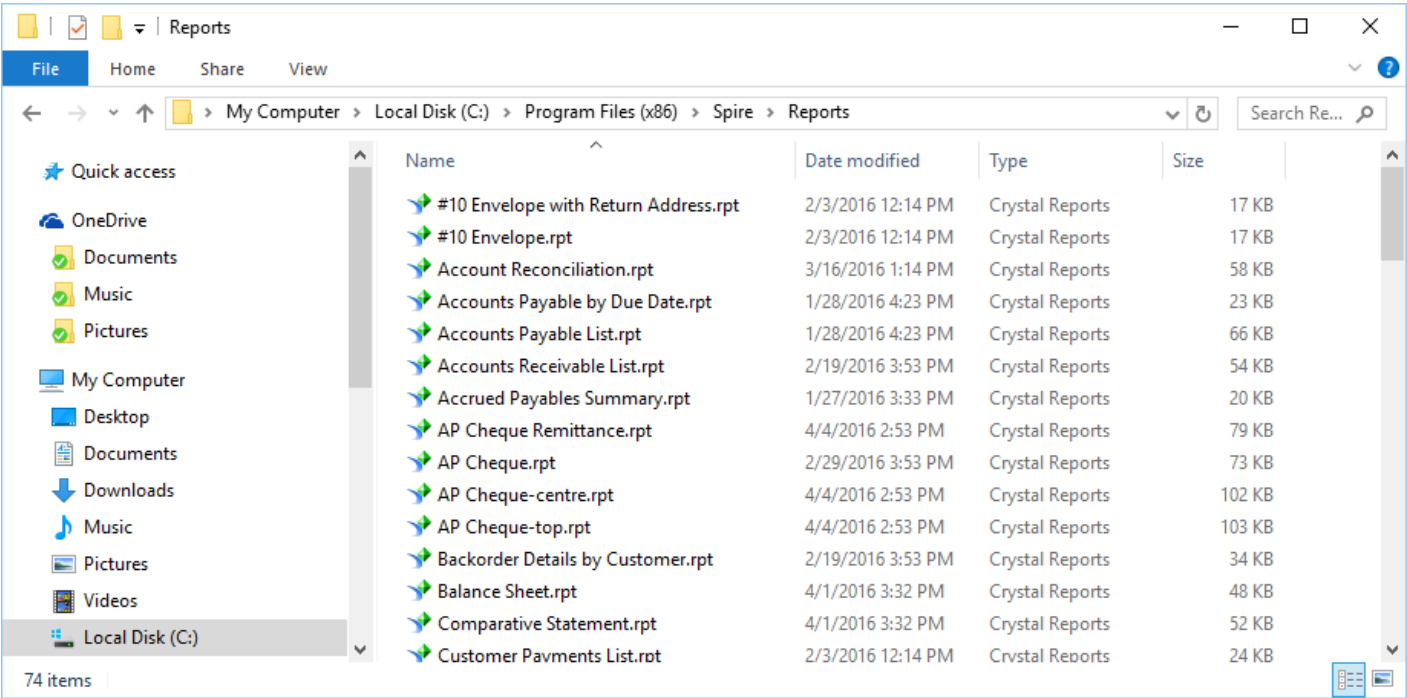 Reports
File Home Share View
My Computer > Local Disk (C:) > Program Files (x86) > Spire > Reports Search Re...
Quick access
OneDrive
Documents
Music
Pictures
My Computer
Desktop
Documents
Downloads
Music
Pictures
Videos
Local Disk (C:)
Name Date modified Type Size
#10 Envelope with Return Address.rpt 2/3/2016 12:14 PM Crystal Reports 17 KB
#10 Envelope.rpt 2/3/2016 12:14 PM Crystal Reports 17 KB
Account Reconciliation.rpt 3/16/2016 1:14 PM Crystal Reports 58 KB
Accounts Payable by Due Date.rpt 1/28/2016 4:23 PM Crystal Reports 23 KB
Accounts Payable List.rpt 1/28/2016 4:23 PM Crystal Reports 66 KB
Accounts Receivable List.rpt 2/19/2016 3:53 PM Crystal Reports 54 KB
Accrued Payables Summary.rpt 1/27/2016 3:33 PM Crystal Reports 20 KB
AP Cheque Remittance.rpt 4/4/2016 2:53 PM Crystal Reports 79 KB
AP Cheque.rpt 2/29/2016 3:53 PM Crystal Reports 73 KB
AP Cheque-centre.rpt 4/4/2016 2:53 PM Crystal Reports 102 KB
AP Cheque-top.rpt 4/4/2016 2:53 PM Crystal Reports 103 KB
Backorder Details by Customer.rpt 2/19/2016 3:53 PM Crystal Reports 34 KB
Balance Sheet.rpt 4/1/2016 3:32 PM Crystal Reports 48 KB
Comparative Statement.rpt 4/1/2016 3:32 PM Crystal Reports 52 KB
Customer Payments List.rpt 2/3/2016 12:14 PM Crystal Reports 24 KB
74 items